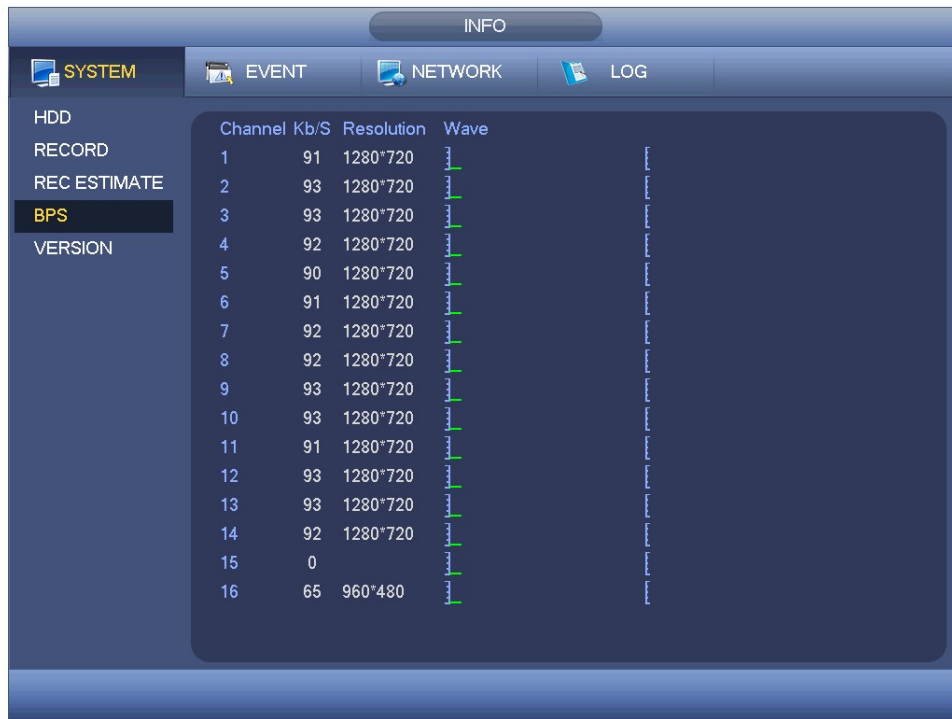 INFO
SYSTEM EVENT NETWORK LOG
HDD
RECORD
REC ESTIMATE
BPS
VERSION
Channel Kb/S Resolution Wave
1 91 1280*720
2 93 1280*720
3 93 1280*720
4 92 1280*720
5 90 1280*720
6 91 1280*720
7 92 1280*720
8 92 1280*720
9 93 1280*720
10 93 1280*720
11 91 1280*720
12 93 1280*720
13 93 1280*720
14 92 1280*720
15 0
16 65 960*480